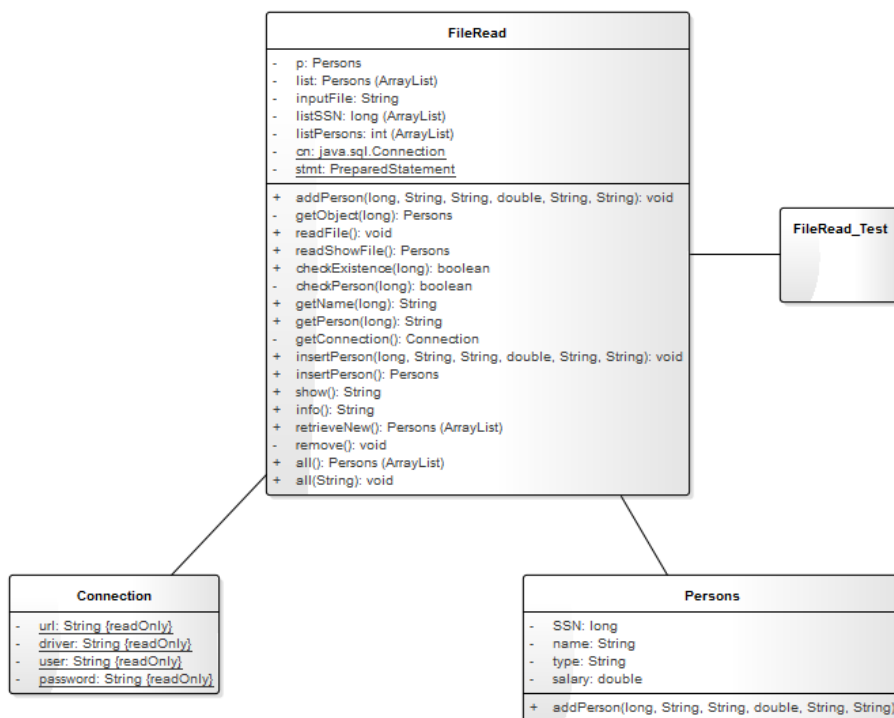 FileRead
- p: Persons
- list: Persons (ArrayList)
- inputFile: String
- listSSN: long (ArrayList)
- listPersons: int (ArrayList)
- cn: java.sql.Connection
- stmt: PreparedStatement
+ addPerson(long, String, String, double, String, String): void
- getObject(long): Persons
+ readFile(): void
+ readShowFile(): Persons
+ checkExistence(long): boolean
- checkPerson(long): boolean
+ getName(long): String
+ getPerson(long): String
- getConnection(): Connection
+ insertPerson(long, String, String, double, String, String): void
+ insertPerson(): Persons
+ show(): String
+ info(): String
+ retrieveNew(): Persons (ArrayList)
- remove(): void
+ all(): Persons (ArrayList)
+ all(String): void
FileRead_Test
Connection
- url: String {readOnly}
- driver: String {readOnly}
- user: String {readOnly}
- password: String {readOnly}
Persons
- SSN: long
- name: String
- type: String
- salary: double
+ addPerson(long, String, String, double, String, String)